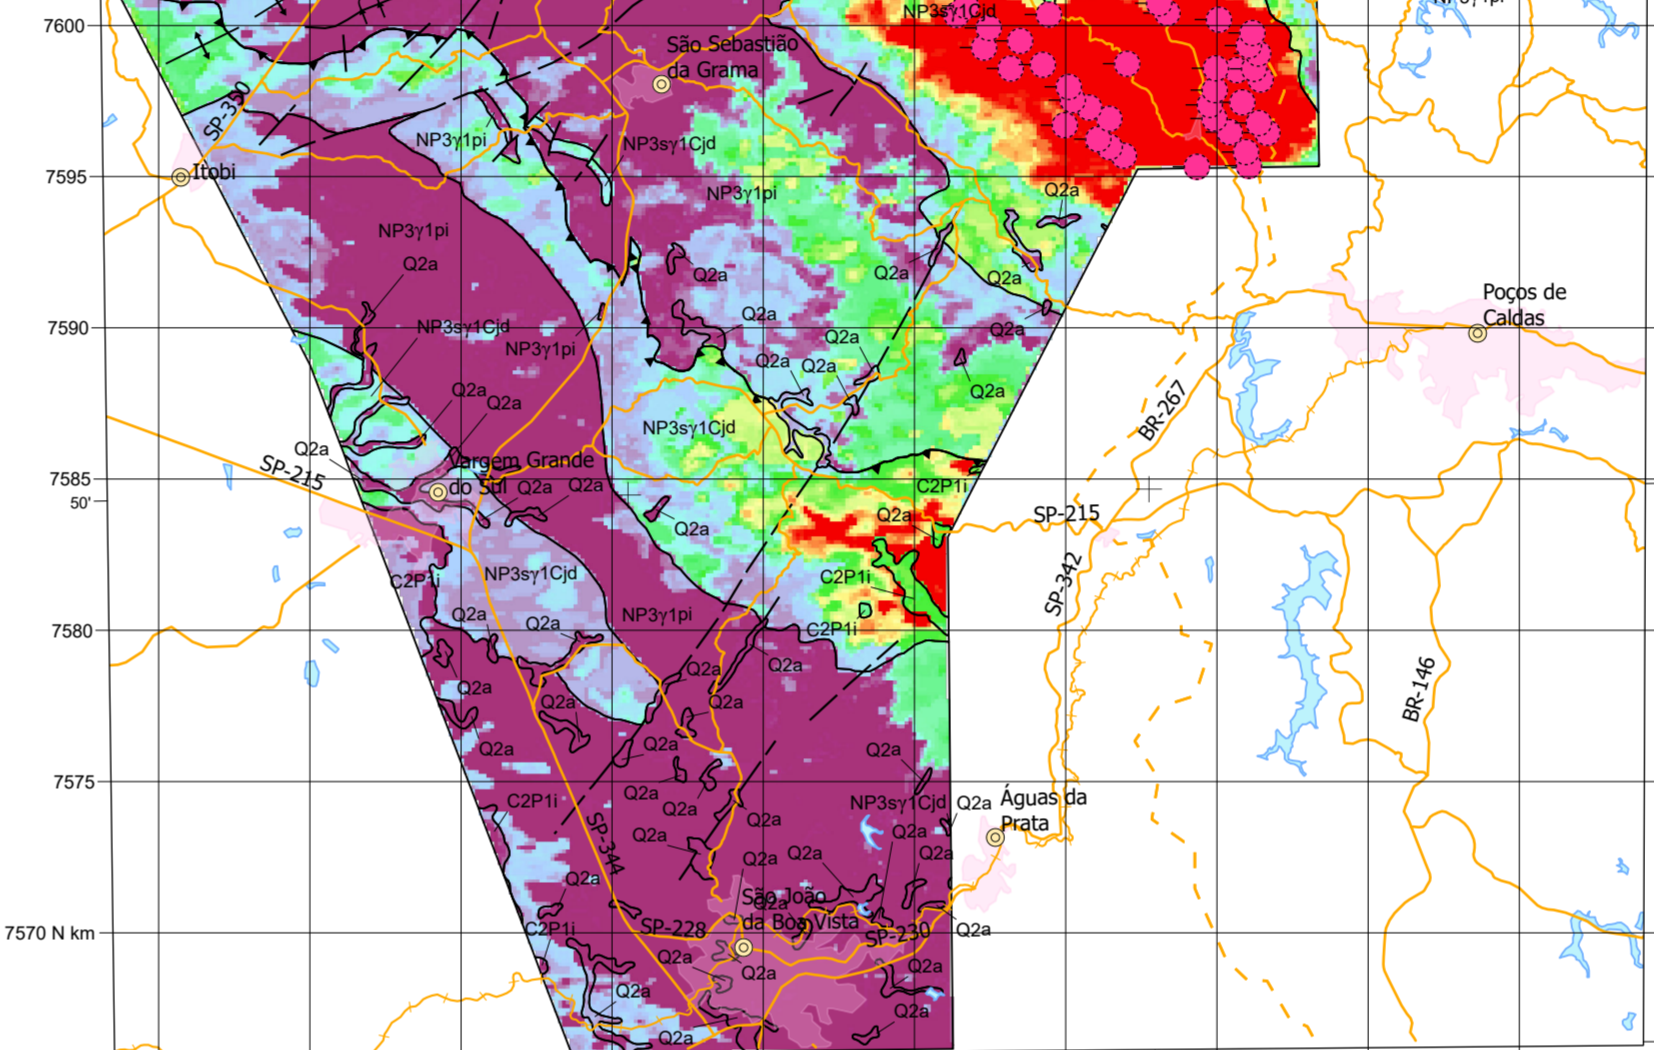 7600
NP3sγ1Cjd
NP3γ1pi
São Sebastião
da Grama
SP-350
NP3γ1pi
NP3sγ1Cjd
7595
Itobi
NP3γ1pi
Q2a
NP3γ1pi
Q2a
Q2a
Q2a
Q2a
Poços de
Caldas
Q2a
7590
NP3sγ1Cjd
Q2a
Q2a
NP3γ1pi
Q2a
Q2a
Q2a
Q2a
Q2a
BR-267
Q2a
NP3sγ1Cjd
Q2a
SP-215
Vargem Grande
do Sul
7585
50'
Q2a
Q2a
C2P1i
Q2a
SP-215
Q2a
C2P1i
NP3sγ1Cjd
C2P1i
SP-342
Q2a
Q2a
NP3γ1pi
7580
C2P1i
Q2a
Q2a
Q2a
BR-146
Q2a
Q2a
Q2a
Q2a
Q2a
7575
Q2a
C2P1i
Q2a
NP3sγ1Cjd
Q2a
Águas da
Prata
Q2a
SP-344
Q2a
Q2a
Q2a
Q2a
Q2a
Q2a
São João
da Boa Vista
Q2a
C2P1i
SP-228
SP-230
Q2a
7570 N km
Q2a
Q2a
Q2a
Q2a
Q2a
Q2a